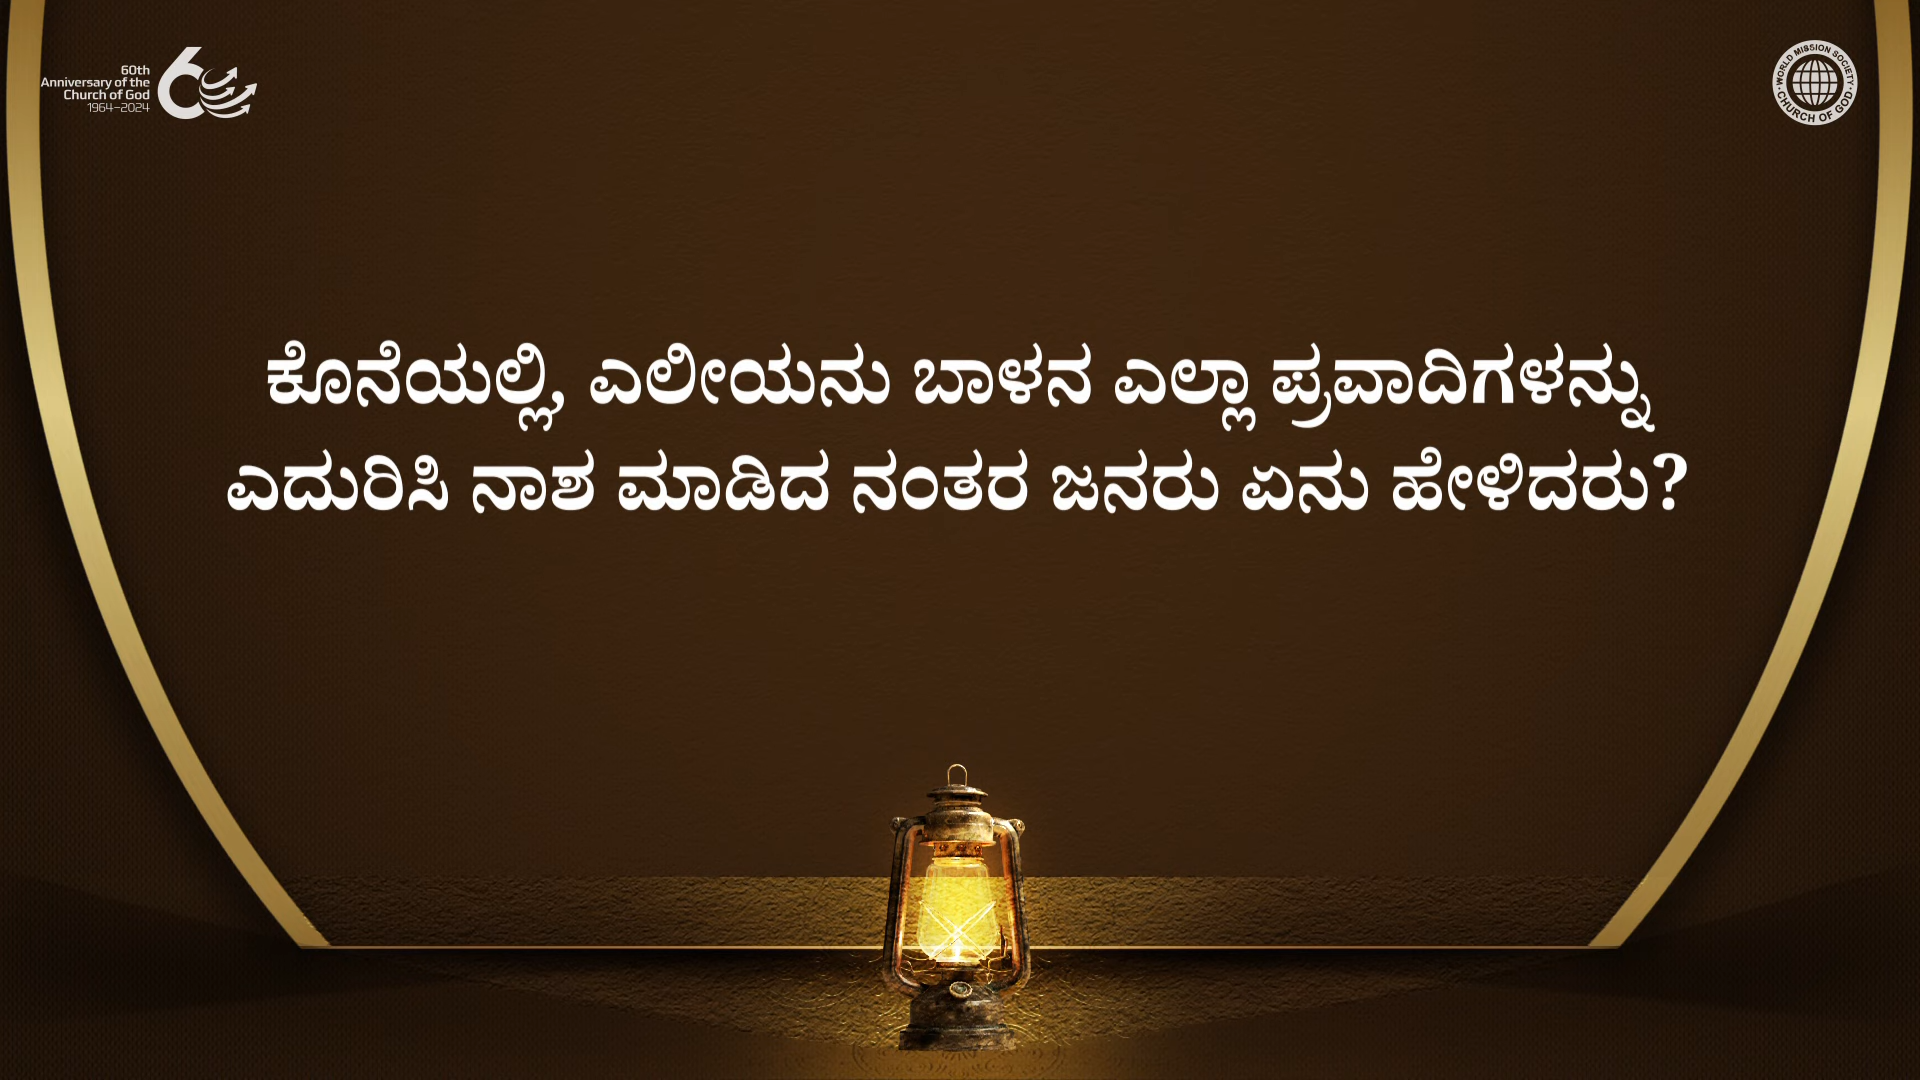 60th
Anniversary of the
Church of God
1964–2024
WORLD MISSION SOCIETY
CHURCH OF GOD
ಕೊನೆಯಲ್ಲಿ, ಎಲೀಯನು ಬಾಳನ ಎಲ್ಲಾ ಪ್ರವಾದಿಗಳನ್ನು
ಎದುರಿಸಿ ನಾಶ ಮಾಡಿದ ನಂತರ ಜನರು ಏನು ಹೇಳಿದರು?